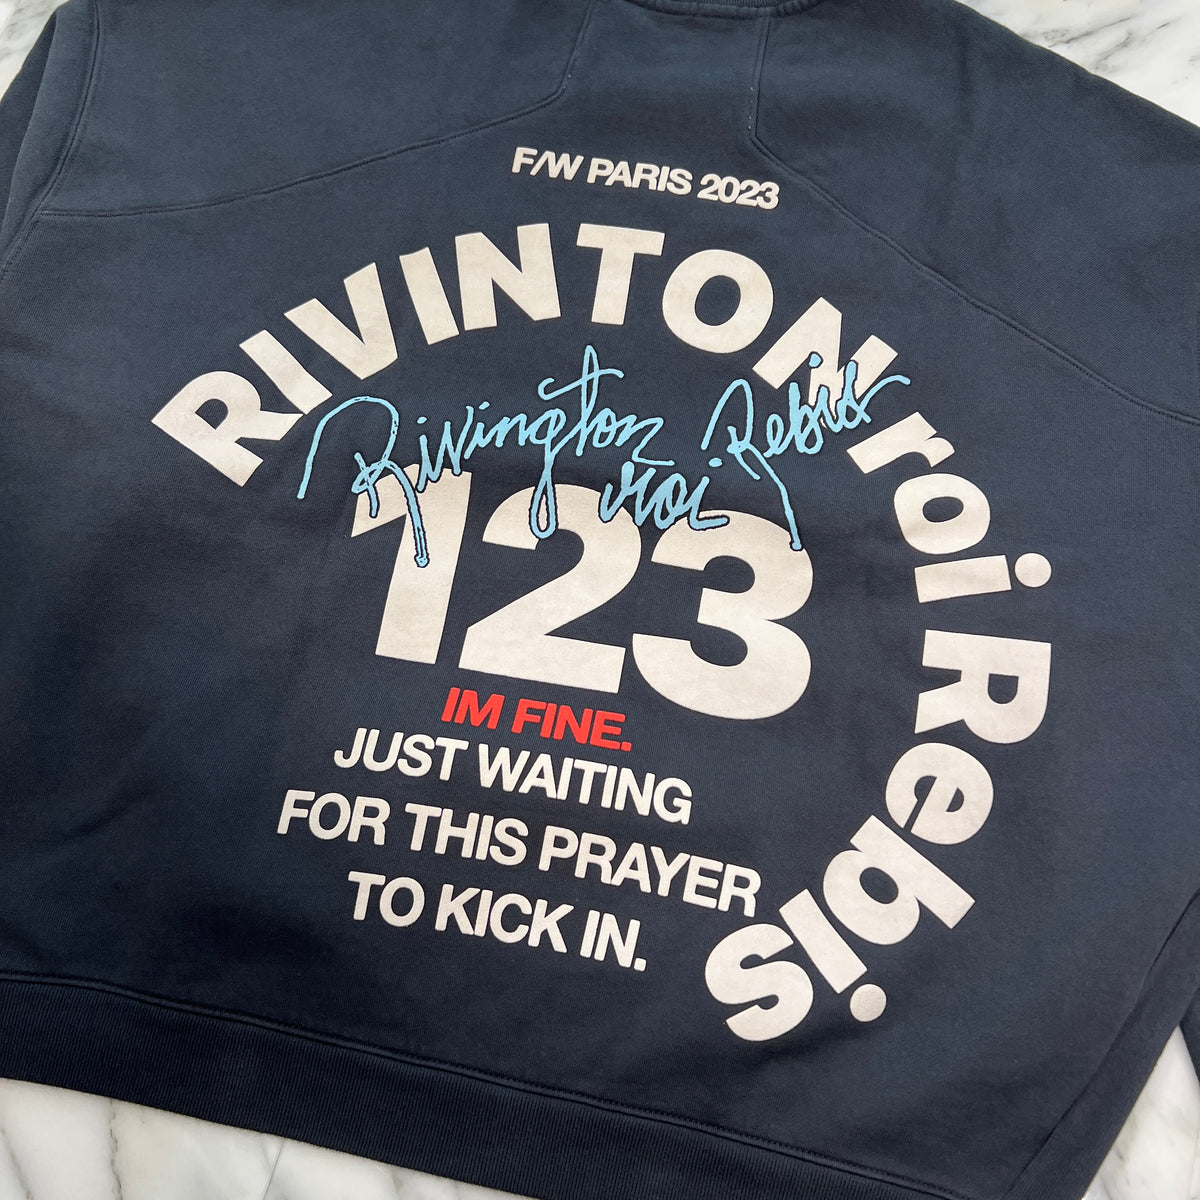 F/W PARIS 2023
RIVINTON roi Rebis
Rivington
roi Rebis
123
IM FINE.
JUST WAITING
FOR THIS PRAYER
TO KICK IN.